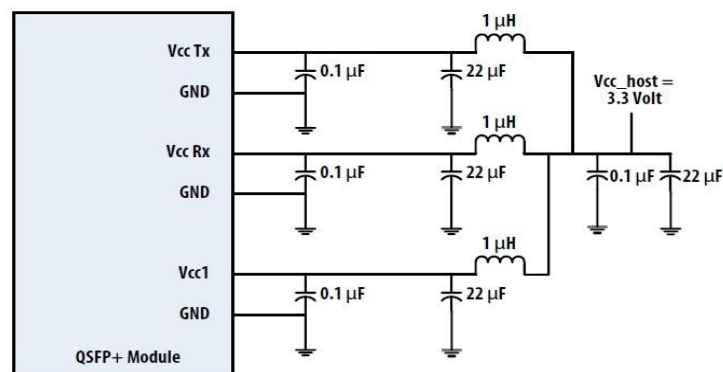 1 µH
Vcc Tx
0.1 µF
22 µF
GND
Vcc_host =
3.3 Volt
1 µH
Vcc Rx
0.1 µF
22 µF
0.1 µF
22 µF
GND
1 µH
Vcc1
0.1 µF
22 µF
GND
QSFP+ Module